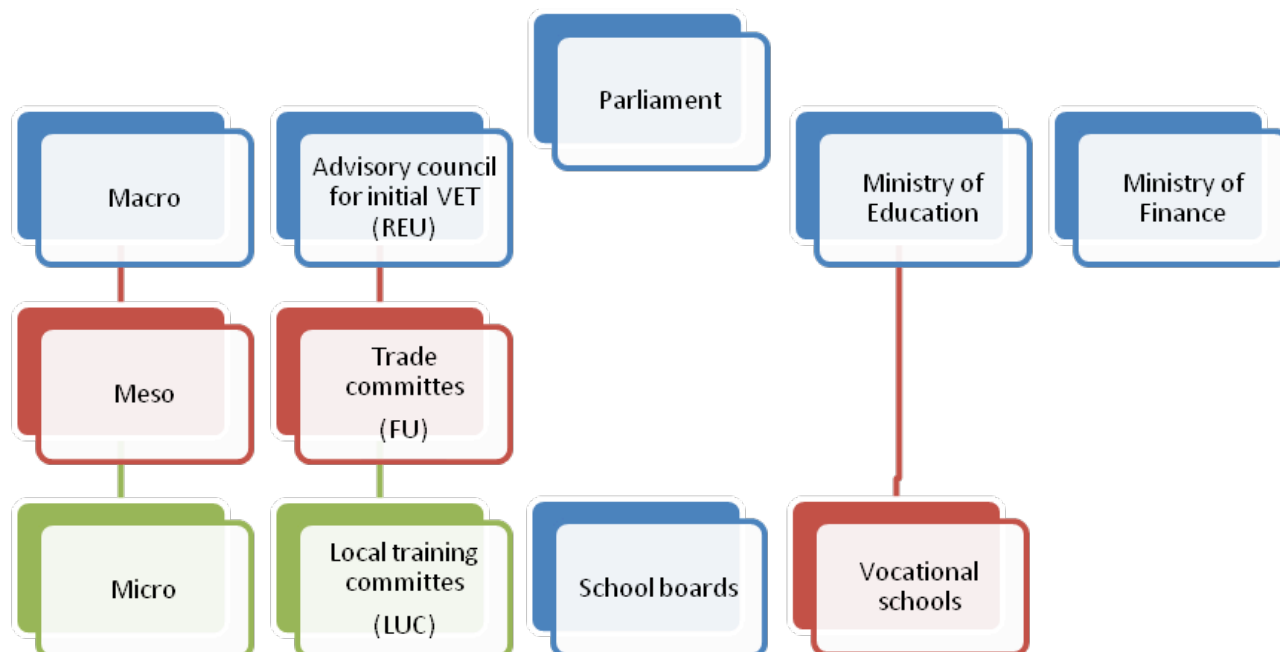 Parliament
Macro
Advisory council
for initial VET
(REU)
Ministry of
Education
Ministry of
Finance
Meso
Trade
committes
(FU)
Micro
Local training
committes
(LUC)
School boards
Vocational
schools